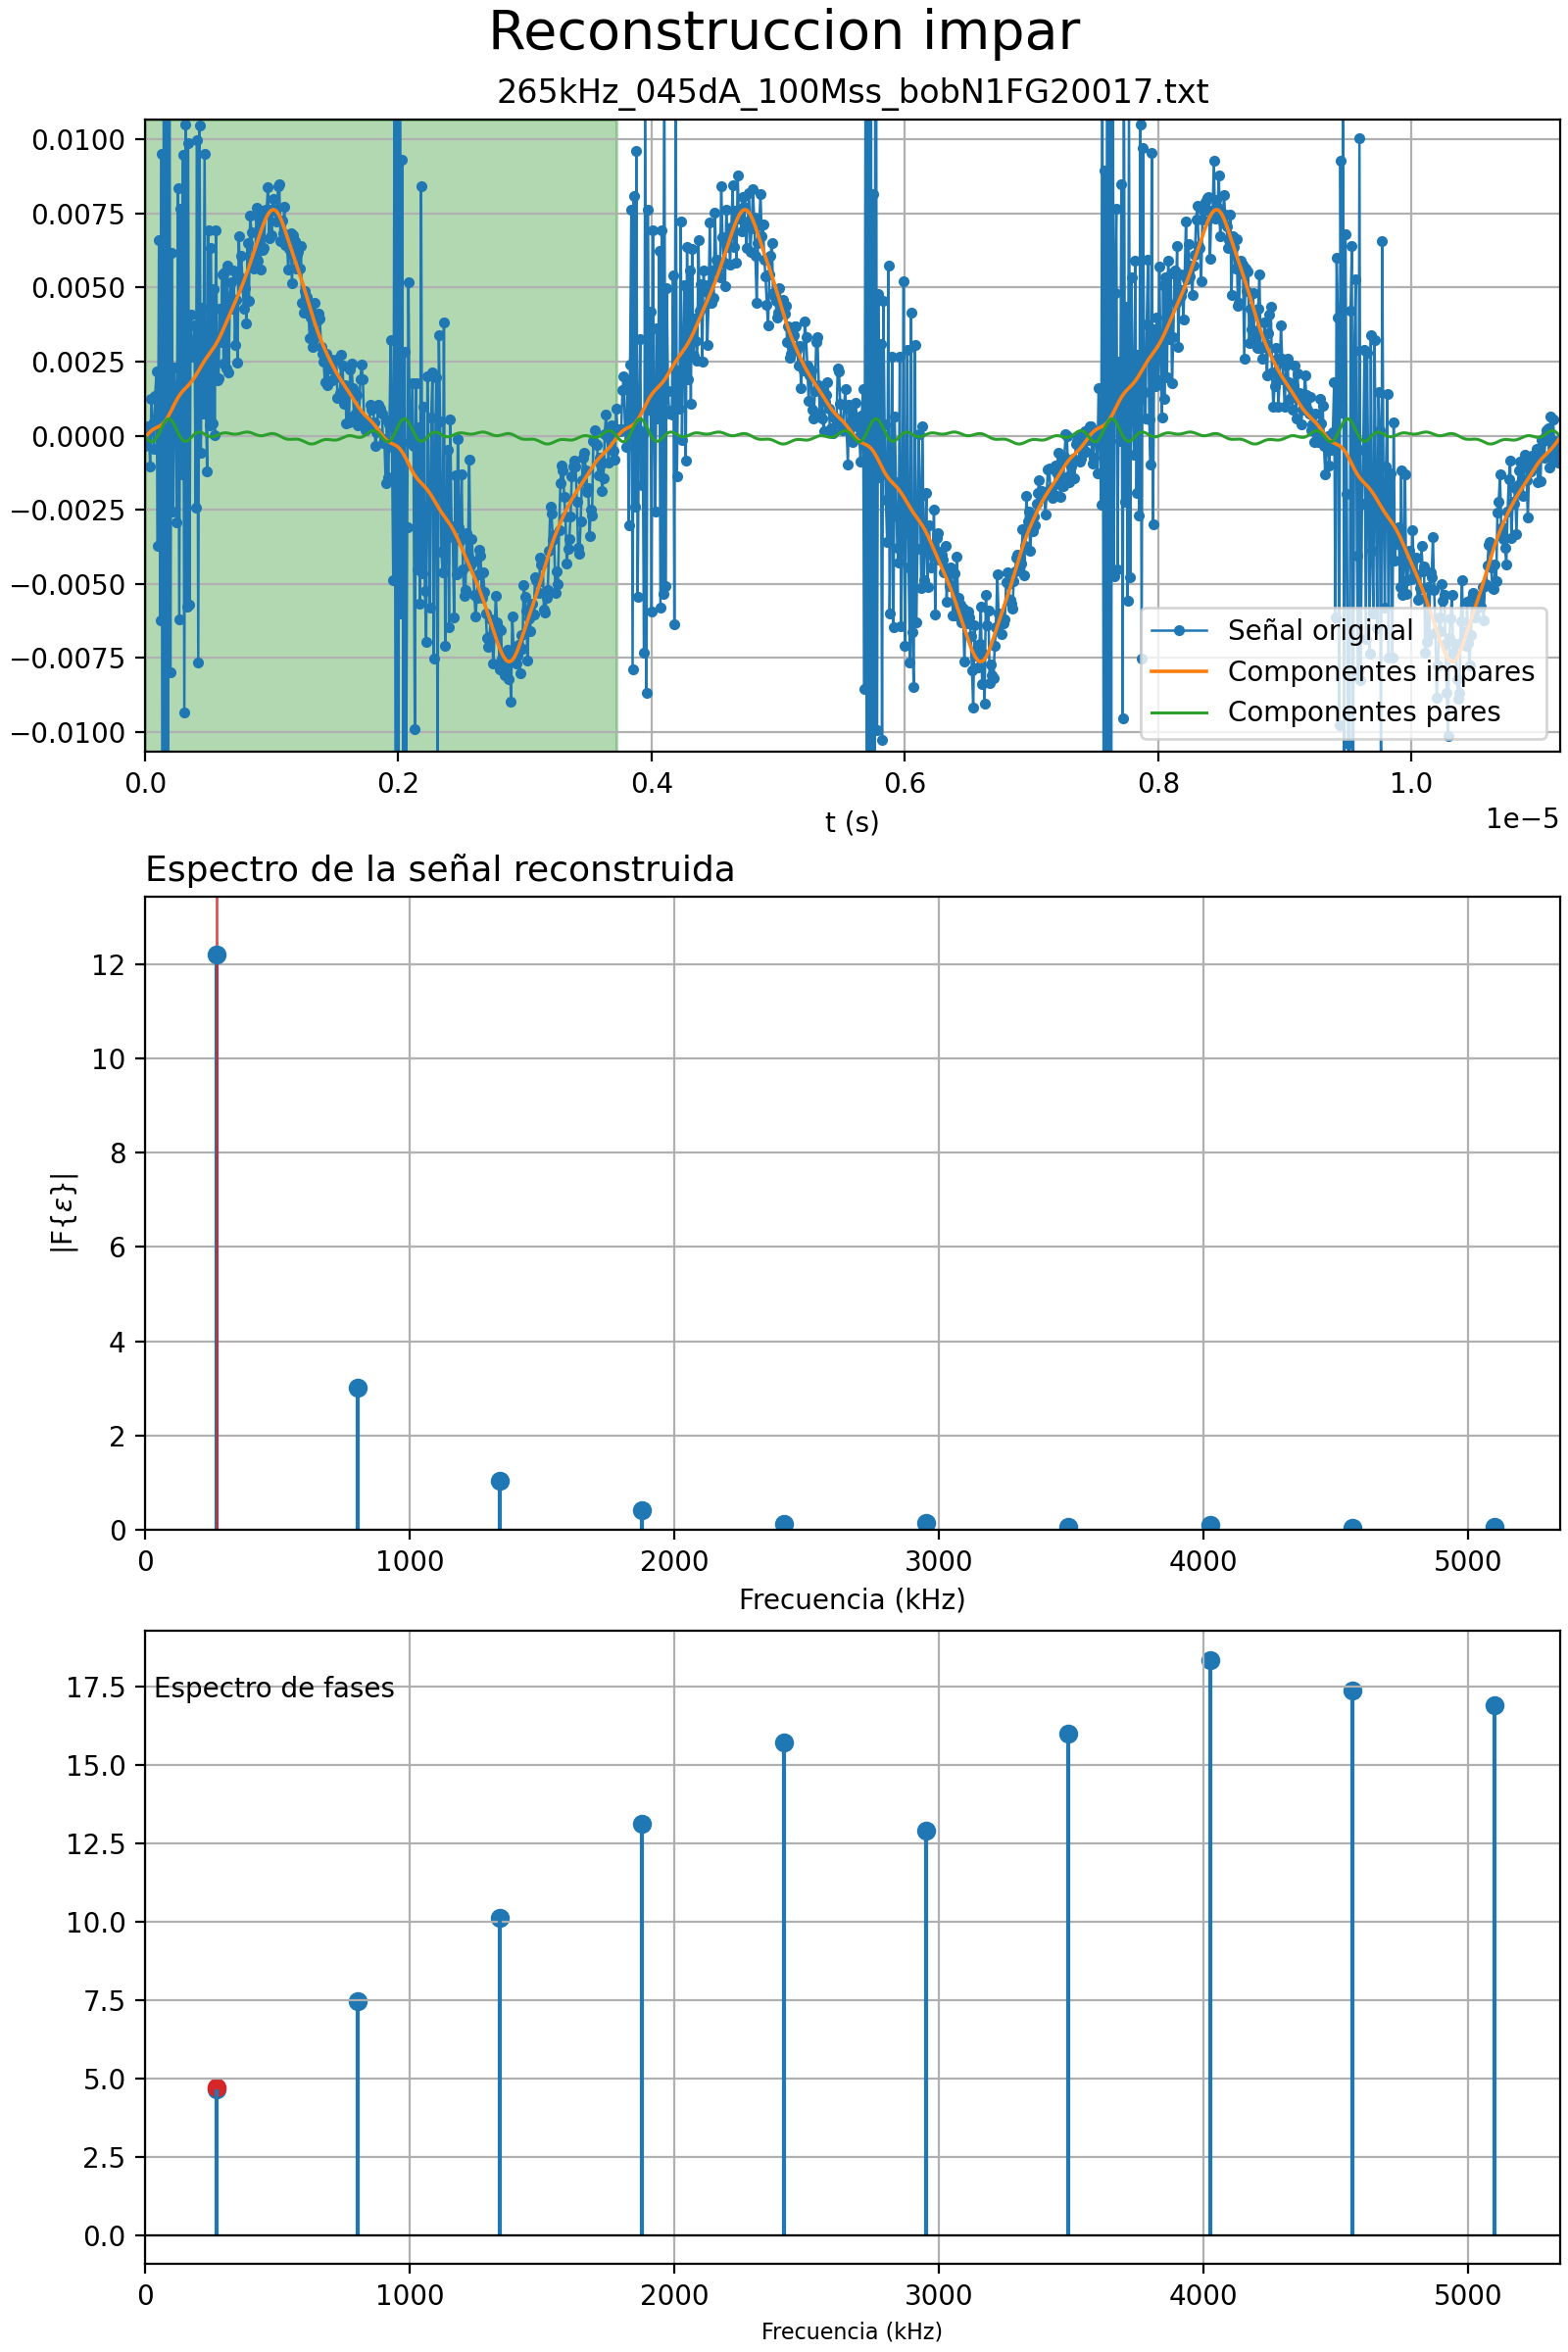 Reconstruccion impar
265kHz_045dA_100Mss_bobN1FG20017.txt
0.0100
0.0075
0.0050
0.0025
0.0000
−0.0025
−0.0050
−0.0075
−0.0100
Señal original
Componentes impares
Componentes pares
0.0 0.2 0.4 0.6 0.8 1.0
t (s)
1e−5
Espectro de la señal reconstruida
12
10
8
6
4
2
0
|F{ε}|
0 1000 2000 3000 4000 5000
Frecuencia (kHz)
Espectro de fases
17.5
15.0
12.5
10.0
7.5
5.0
2.5
0.0
0 1000 2000 3000 4000 5000
Frecuencia (kHz)